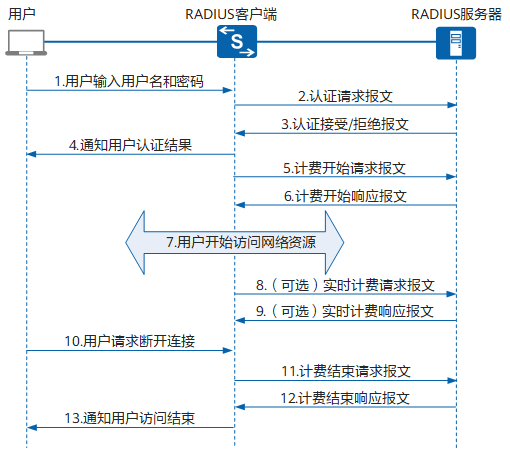 用户
RADIUS客户端
RADIUS服务器
S
1.用户输入用户名和密码
2.认证请求报文
3.认证接受/拒绝报文
4.通知用户认证结果
5.计费开始请求报文
6.计费开始响应报文
7.用户开始访问网络资源
8.（可选）实时计费请求报文
9.（可选）实时计费响应报文
10.用户请求断开连接
11.计费结束请求报文
12.计费结束响应报文
13.通知用户访问结束